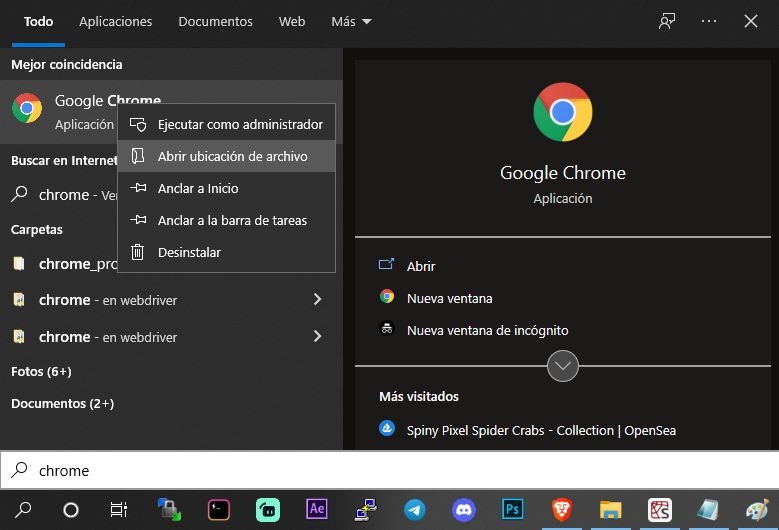 Todo Aplicaciones Documentos Web Más
Mejor coincidencia
Google Chrome
Aplicación
Ejecutar como administrador
Abrir ubicación de archivo
Anclar a Inicio
Anclar a la barra de tareas
Desinstalar
Buscar en Internet
chrome - Ver
Carpetas
chrome_pro
chrome - en webdriver
chrome - en webdriver
Fotos (6+)
Documentos (2+)
Google Chrome
Aplicación
Abrir
Nueva ventana
Nueva ventana de incógnito
Más visitados
Spiny Pixel Spider Crabs - Collection | OpenSea
chrome
Ae
Ps